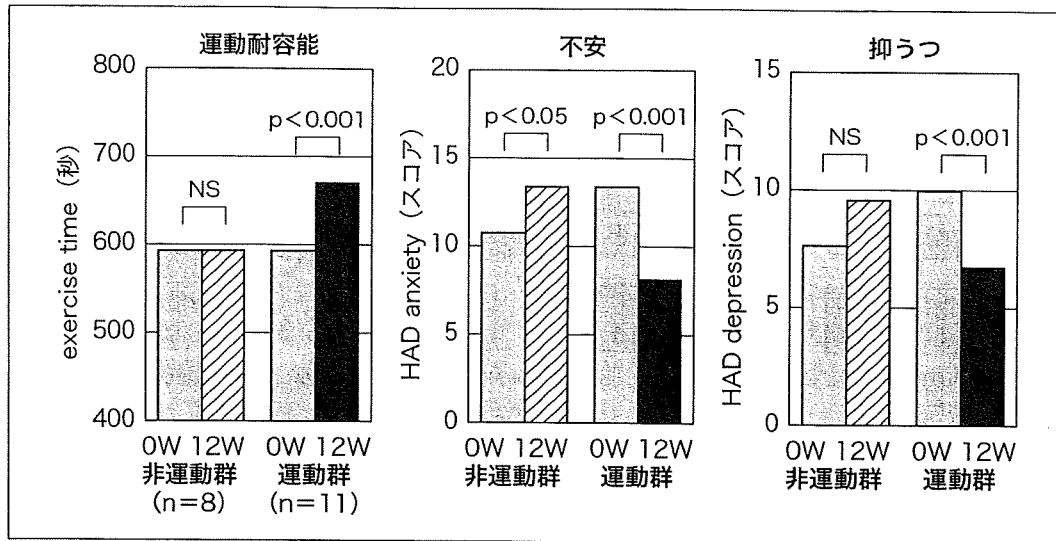 運動耐容能
800
700
600
500
400
exercise time（秒）
NS
p＜0.001
0W 12W 0W 12W
非運動群 運動群
(n＝8) (n＝11)
不安
20
15
10
5
0
HAD anxiety（スコア）
p＜0.05
p＜0.001
0W 12W 0W 12W
非運動群 運動群
抑うつ
15
10
5
0
HAD depression（スコア）
NS
p＜0.001
0W 12W 0W 12W
非運動群 運動群